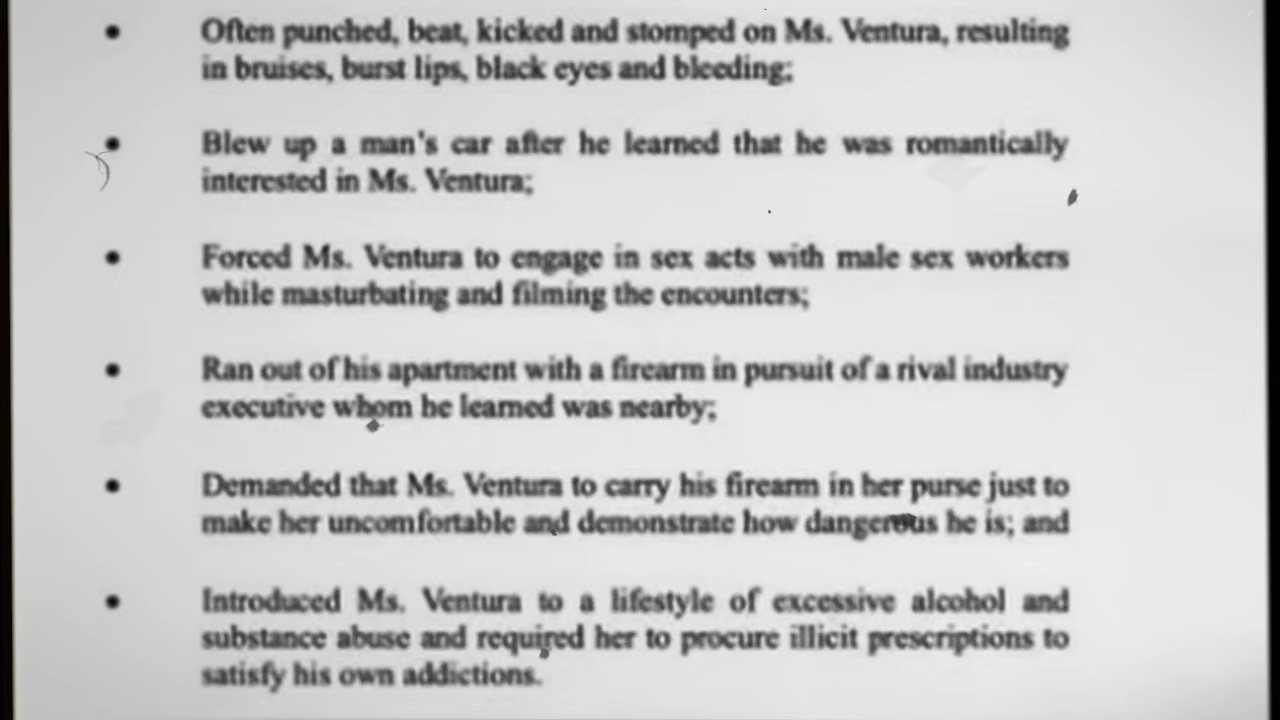 • Often punched, beat, kicked and stomped on Ms. Ventura, resulting
in bruises, burst lips, black eyes and bleeding;
• Blew up a man's car after he learned that he was romantically
interested in Ms. Ventura;
• Forced Ms. Ventura to engage in sex acts with male sex workers
while masturbating and filming the encounters;
• Ran out of his apartment with a firearm in pursuit of a rival industry
executive whom he learned was nearby;
• Demanded that Ms. Ventura to carry his firearm in her purse just to
make her uncomfortable and demonstrate how dangerous he is; and
• Introduced Ms. Ventura to a lifestyle of excessive alcohol and
substance abuse and required her to procure illicit prescriptions to
satisfy his own addictions.